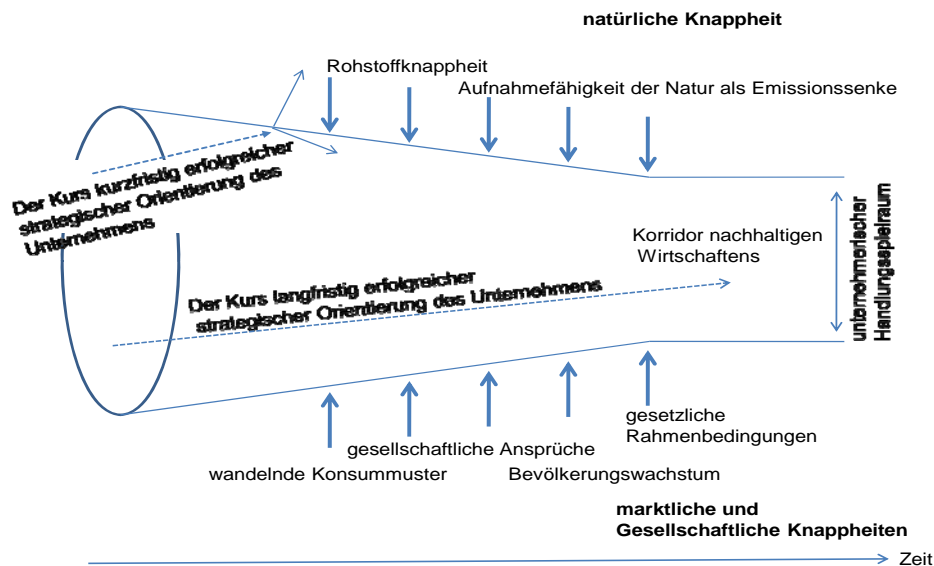 natürliche Knappheit
Rohstoffknappheit
Aufnahmefähigkeit der Natur als Emissionssenke
Der Kurs kurzfristig erfolgreicher
strategischer Orientierung des
Unternehmens
Korridor nachhaltigen
Wirtschaftens
unternehmerischer
Handlungsspielraum
Der Kurs langfristig erfolgreicher
strategischer Orientierung des Unternehmens
gesetzliche
Rahmenbedingungen
gesellschaftliche Ansprüche
wandelnde Konsummuster
Bevölkerungswachstum
marktliche und
Gesellschaftliche Knappheiten
Zeit